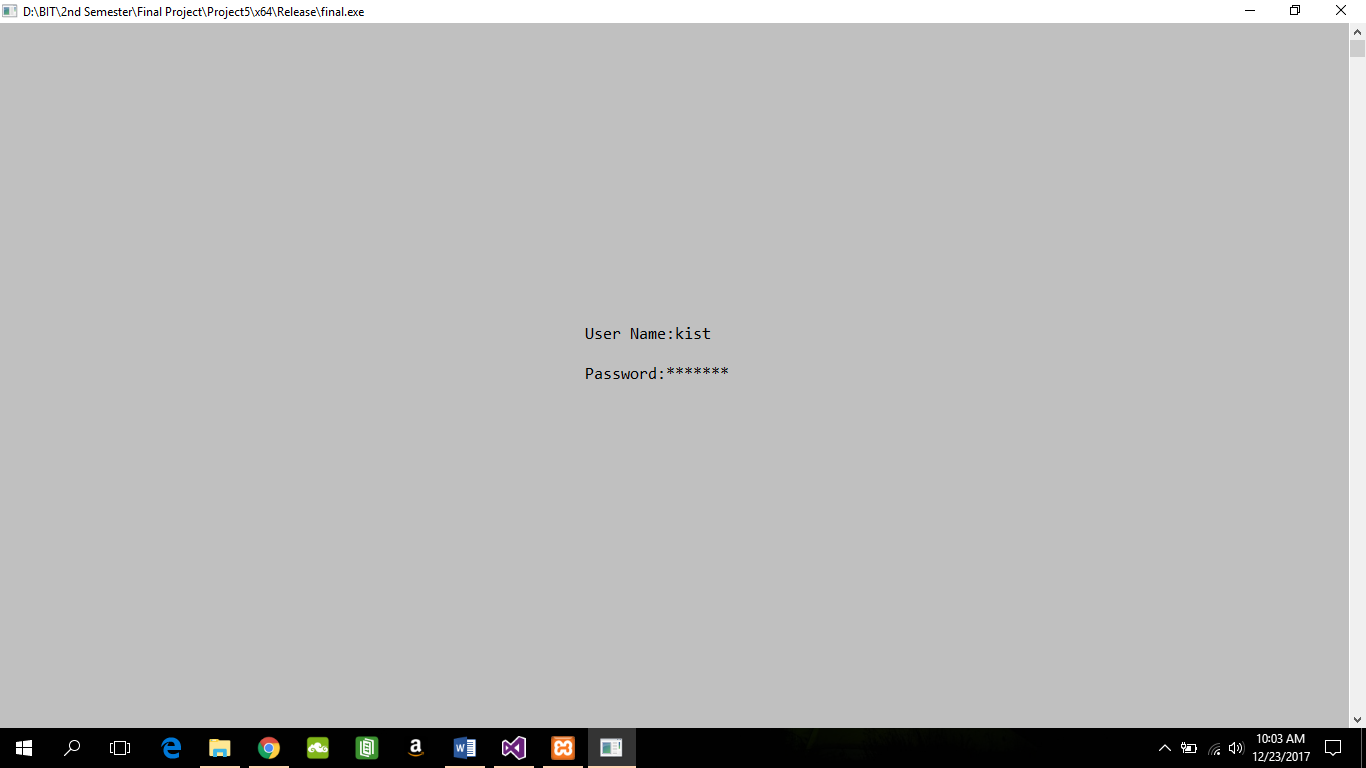 D:\BIT\2nd Semester\Final Project\Project5\x64\Release\final.exe
User Name:kist
Password:*******
10:03 AM
12/23/2017